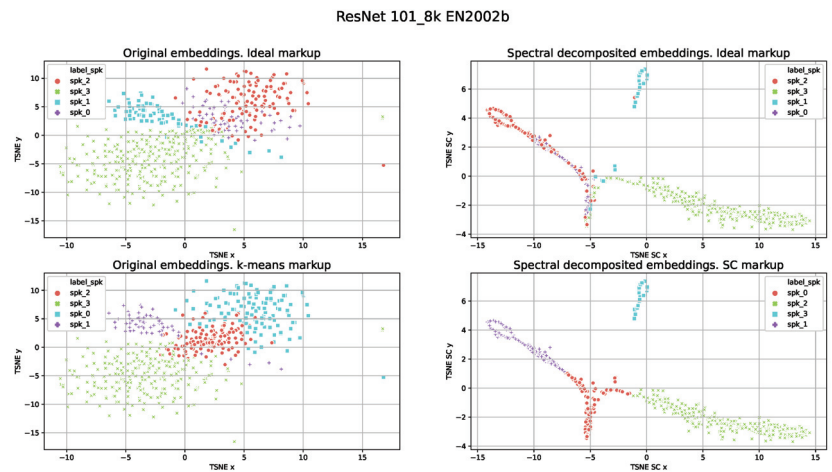 ResNet 101_8k EN2002b
Original embeddings. Ideal markup
label_spk
spk_2
spk_3
spk_1
spk_0
TSNE y
10
5
0
−5
−10
−15
−10
−5
0
5
10
15
TSNE x
Spectral decomposited embeddings. Ideal markup
label_spk
spk_2
spk_3
spk_1
spk_0
TSNE SC y
6
4
2
0
−2
−4
−15
−10
−5
0
5
10
15
TSNE SC x
Original embeddings. k-means markup
label_spk
spk_2
spk_3
spk_0
spk_1
TSNE y
10
5
0
−5
−10
−15
−10
−5
0
5
10
15
TSNE x
Spectral decomposited embeddings. SC markup
label_spk
spk_0
spk_2
spk_3
spk_1
TSNE SC y
6
4
2
0
−2
−4
−15
−10
−5
0
5
10
15
TSNE SC x